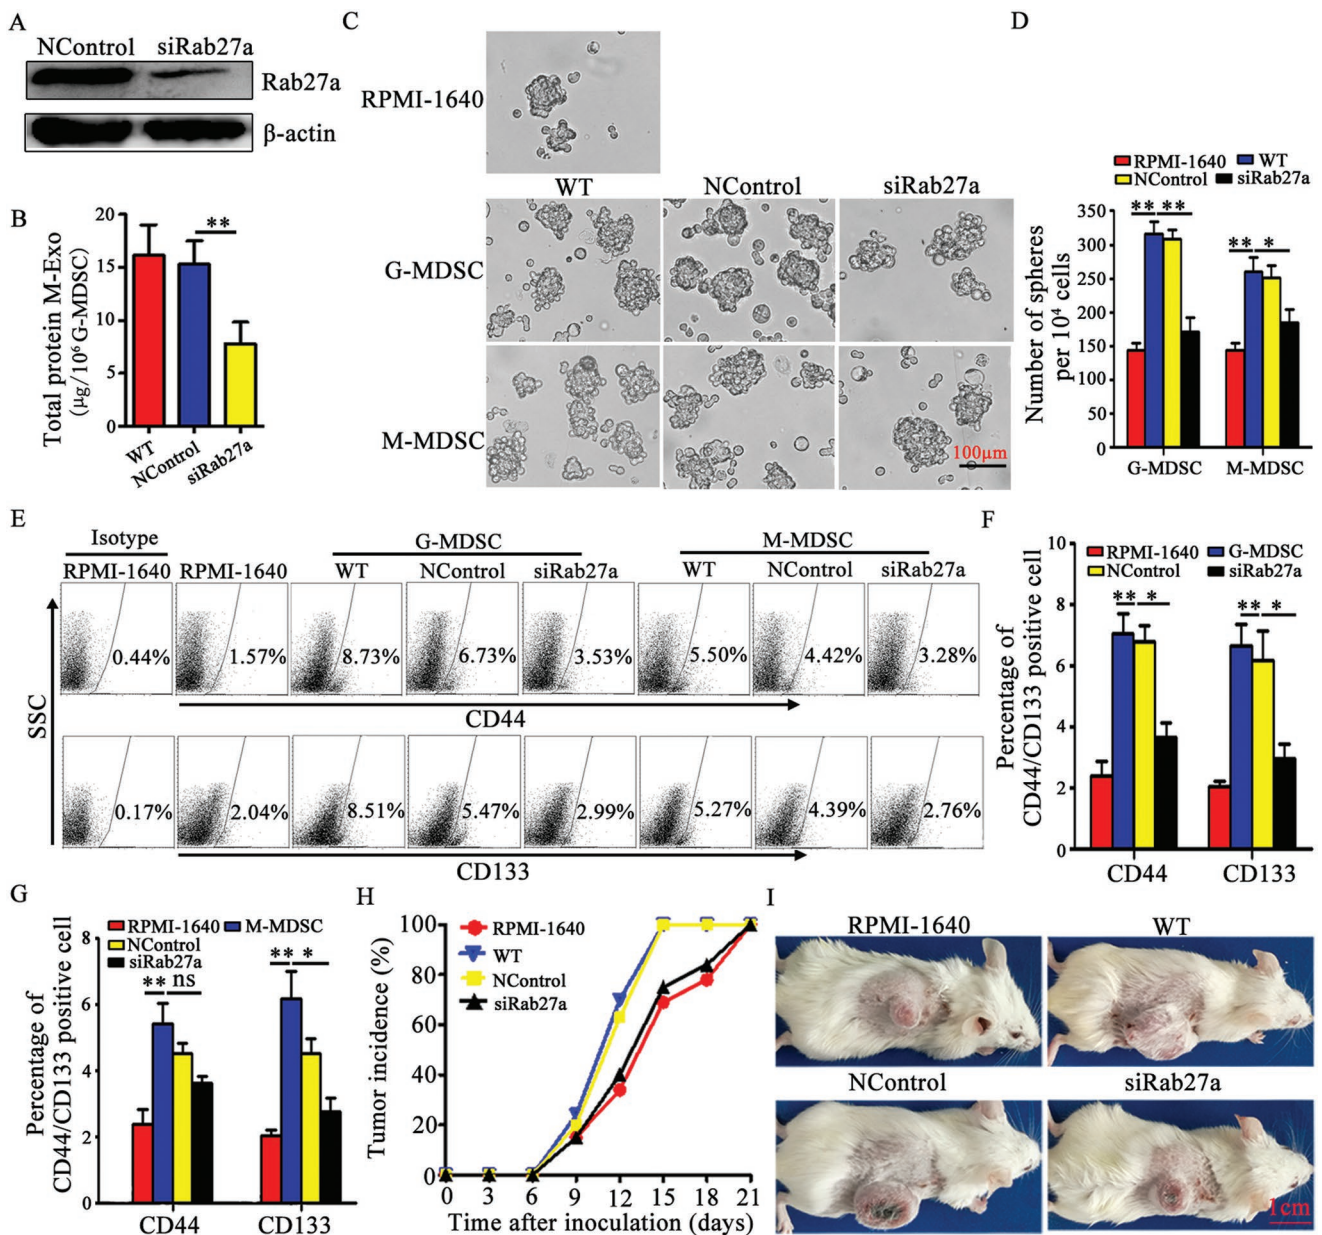 A
NControl siRab27a
Rab27a
β-actin
B
Total protein M-Exo
(μg/10⁶ G-MDSC)
20
15
10
5
0
**
WT
NControl
siRab27a
C
RPMI-1640
WT NControl siRab27a
G-MDSC
M-MDSC
100μm
D
RPMI-1640 WT
NControl siRab27a
Number of spheres
per 10⁴ cells
350
300
250
200
150
100
50
0
** **
** *
G-MDSC M-MDSC
E
Isotype G-MDSC M-MDSC
RPMI-1640 RPMI-1640 WT NControl siRab27a WT NControl siRab27a
0.44% 1.57% 8.73% 6.73% 3.53% 5.50% 4.42% 3.28%
CD44
SSC
0.17% 2.04% 8.51% 5.47% 2.99% 5.27% 4.39% 2.76%
CD133
F
RPMI-1640 G-MDSC
NControl siRab27a
Percentage of
CD44/CD133 positive cell
10
8
6
4
2
0
** *
** *
CD44 CD133
G
RPMI-1640 M-MDSC
NControl
siRab27a
Percentage of
CD44/CD133 positive cell
8
6
4
2
0
** ns
** *
CD44 CD133
H
Tumor incidence (%)
100
80
60
40
20
0
RPMI-1640
WT
NControl
siRab27a
0 3 6 9 12 15 18 21
Time after inoculation (days)
I
RPMI-1640 WT
NControl siRab27a
1cm